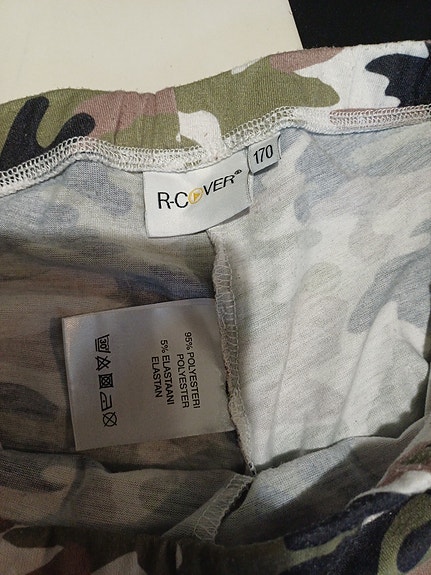 R-COVER®
170
95% POLYESTERI
POLYESTER
5% ELASTAANI
ELASTAN